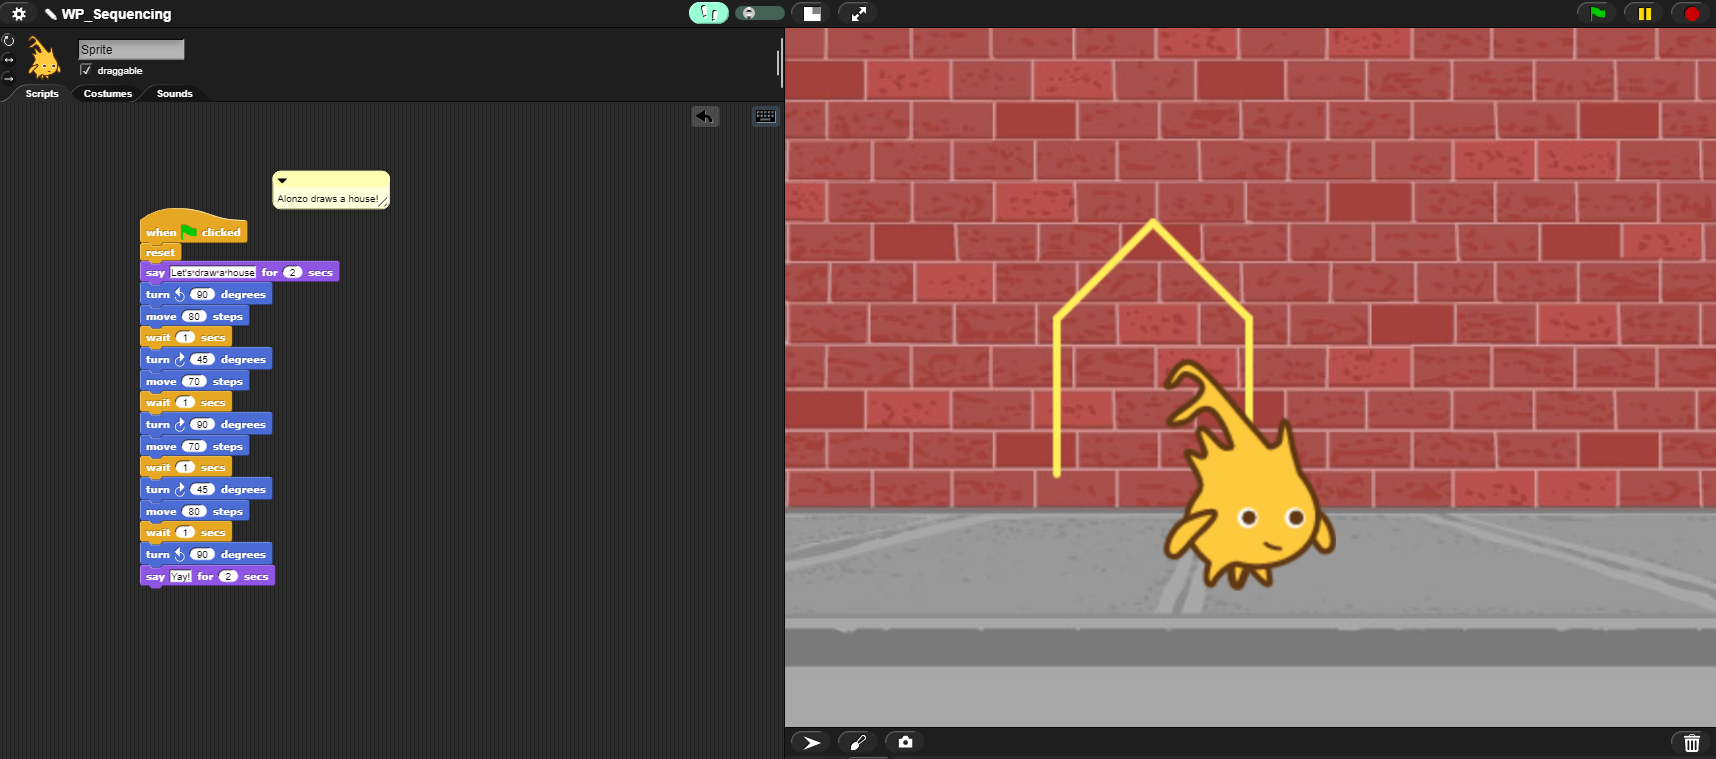 WP_Sequencing
Sprite
draggable
Scripts Costumes Sounds
Alonzo draws a house!
when clicked
reset
say Let's draw a house for 2 secs
turn 90 degrees
move 80 steps
wait 1 secs
turn 45 degrees
move 70 steps
wait 1 secs
turn 90 degrees
move 70 steps
wait 1 secs
turn 45 degrees
move 80 steps
wait 1 secs
turn 90 degrees
say Yay! for 2 secs